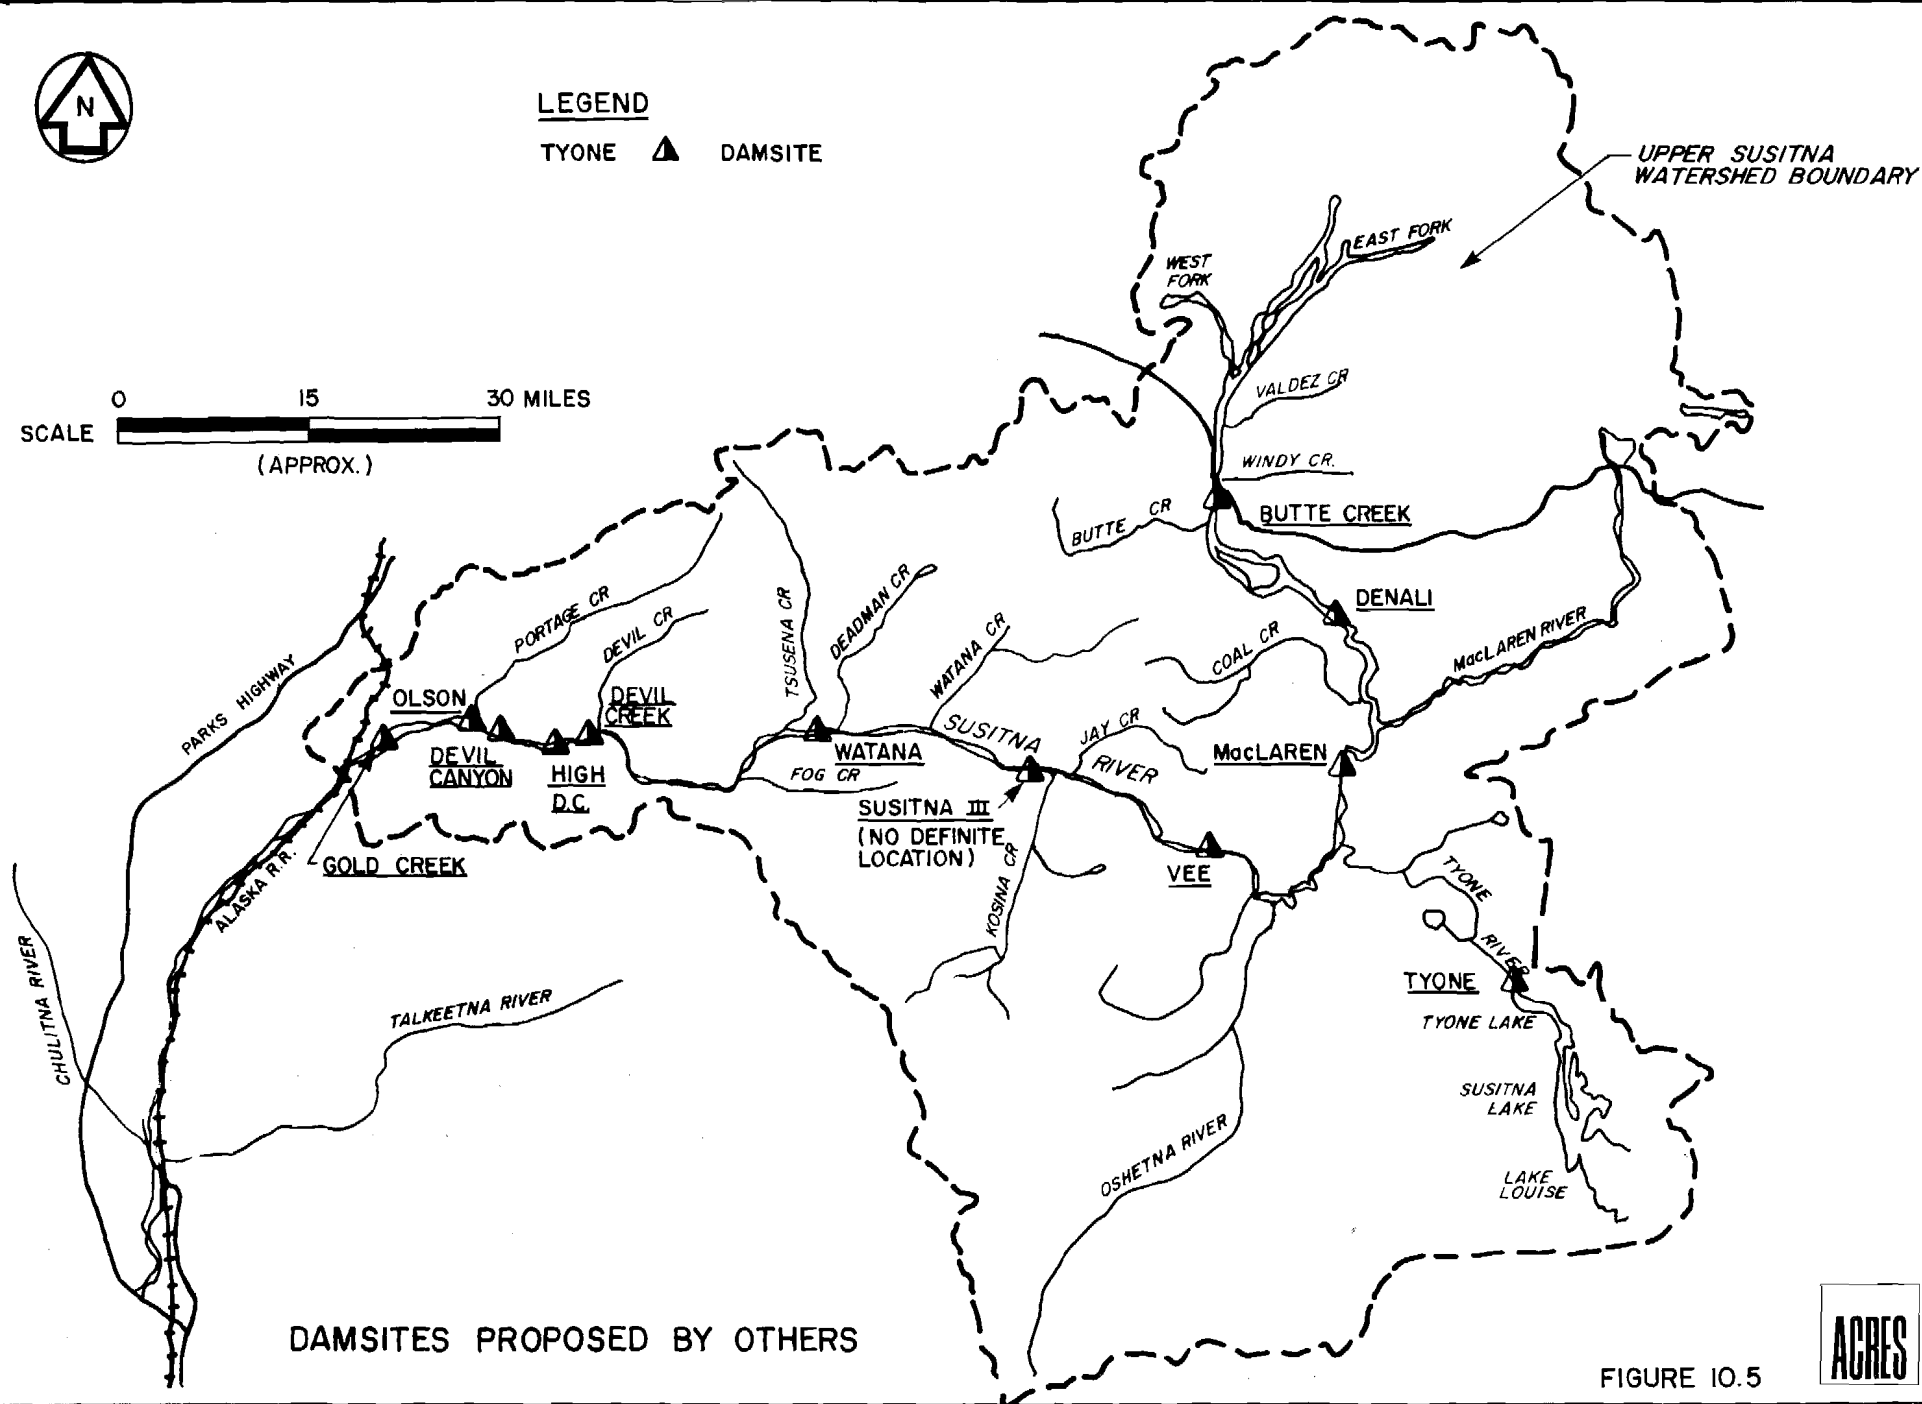 N
LEGEND
TYONE DAMSITE
UPPER SUSITNA
WATERSHED BOUNDARY
EAST FORK
WEST
FORK
VALDEZ CR
0 15 30 MILES
SCALE
(APPROX.)
WINDY CR.
BUTTE CREEK
BUTTE CR
DENALI
PORTAGE CR
DEVIL CR
TSUSENA CR
DEADMAN CR
WATANA CR
COAL CR
MacLAREN RIVER
PARKS HIGHWAY
OLSON
DEVIL
CREEK
SUSITNA
RIVER
JAY CR
MacLAREN
DEVIL
CANYON
HIGH
D.C.
WATANA
FOG CR
SUSITNA III
(NO DEFINITE
LOCATION)
VEE
GOLD CREEK
ALASKA R.R.
KOSINA CR
TYONE
RIVER
TYONE
TYONE LAKE
CHULITNA RIVER
TALKEETNA RIVER
SUSITNA
LAKE
OSHETNA RIVER
LAKE
LOUISE
DAMSITES PROPOSED BY OTHERS
FIGURE 10.5
ACRES